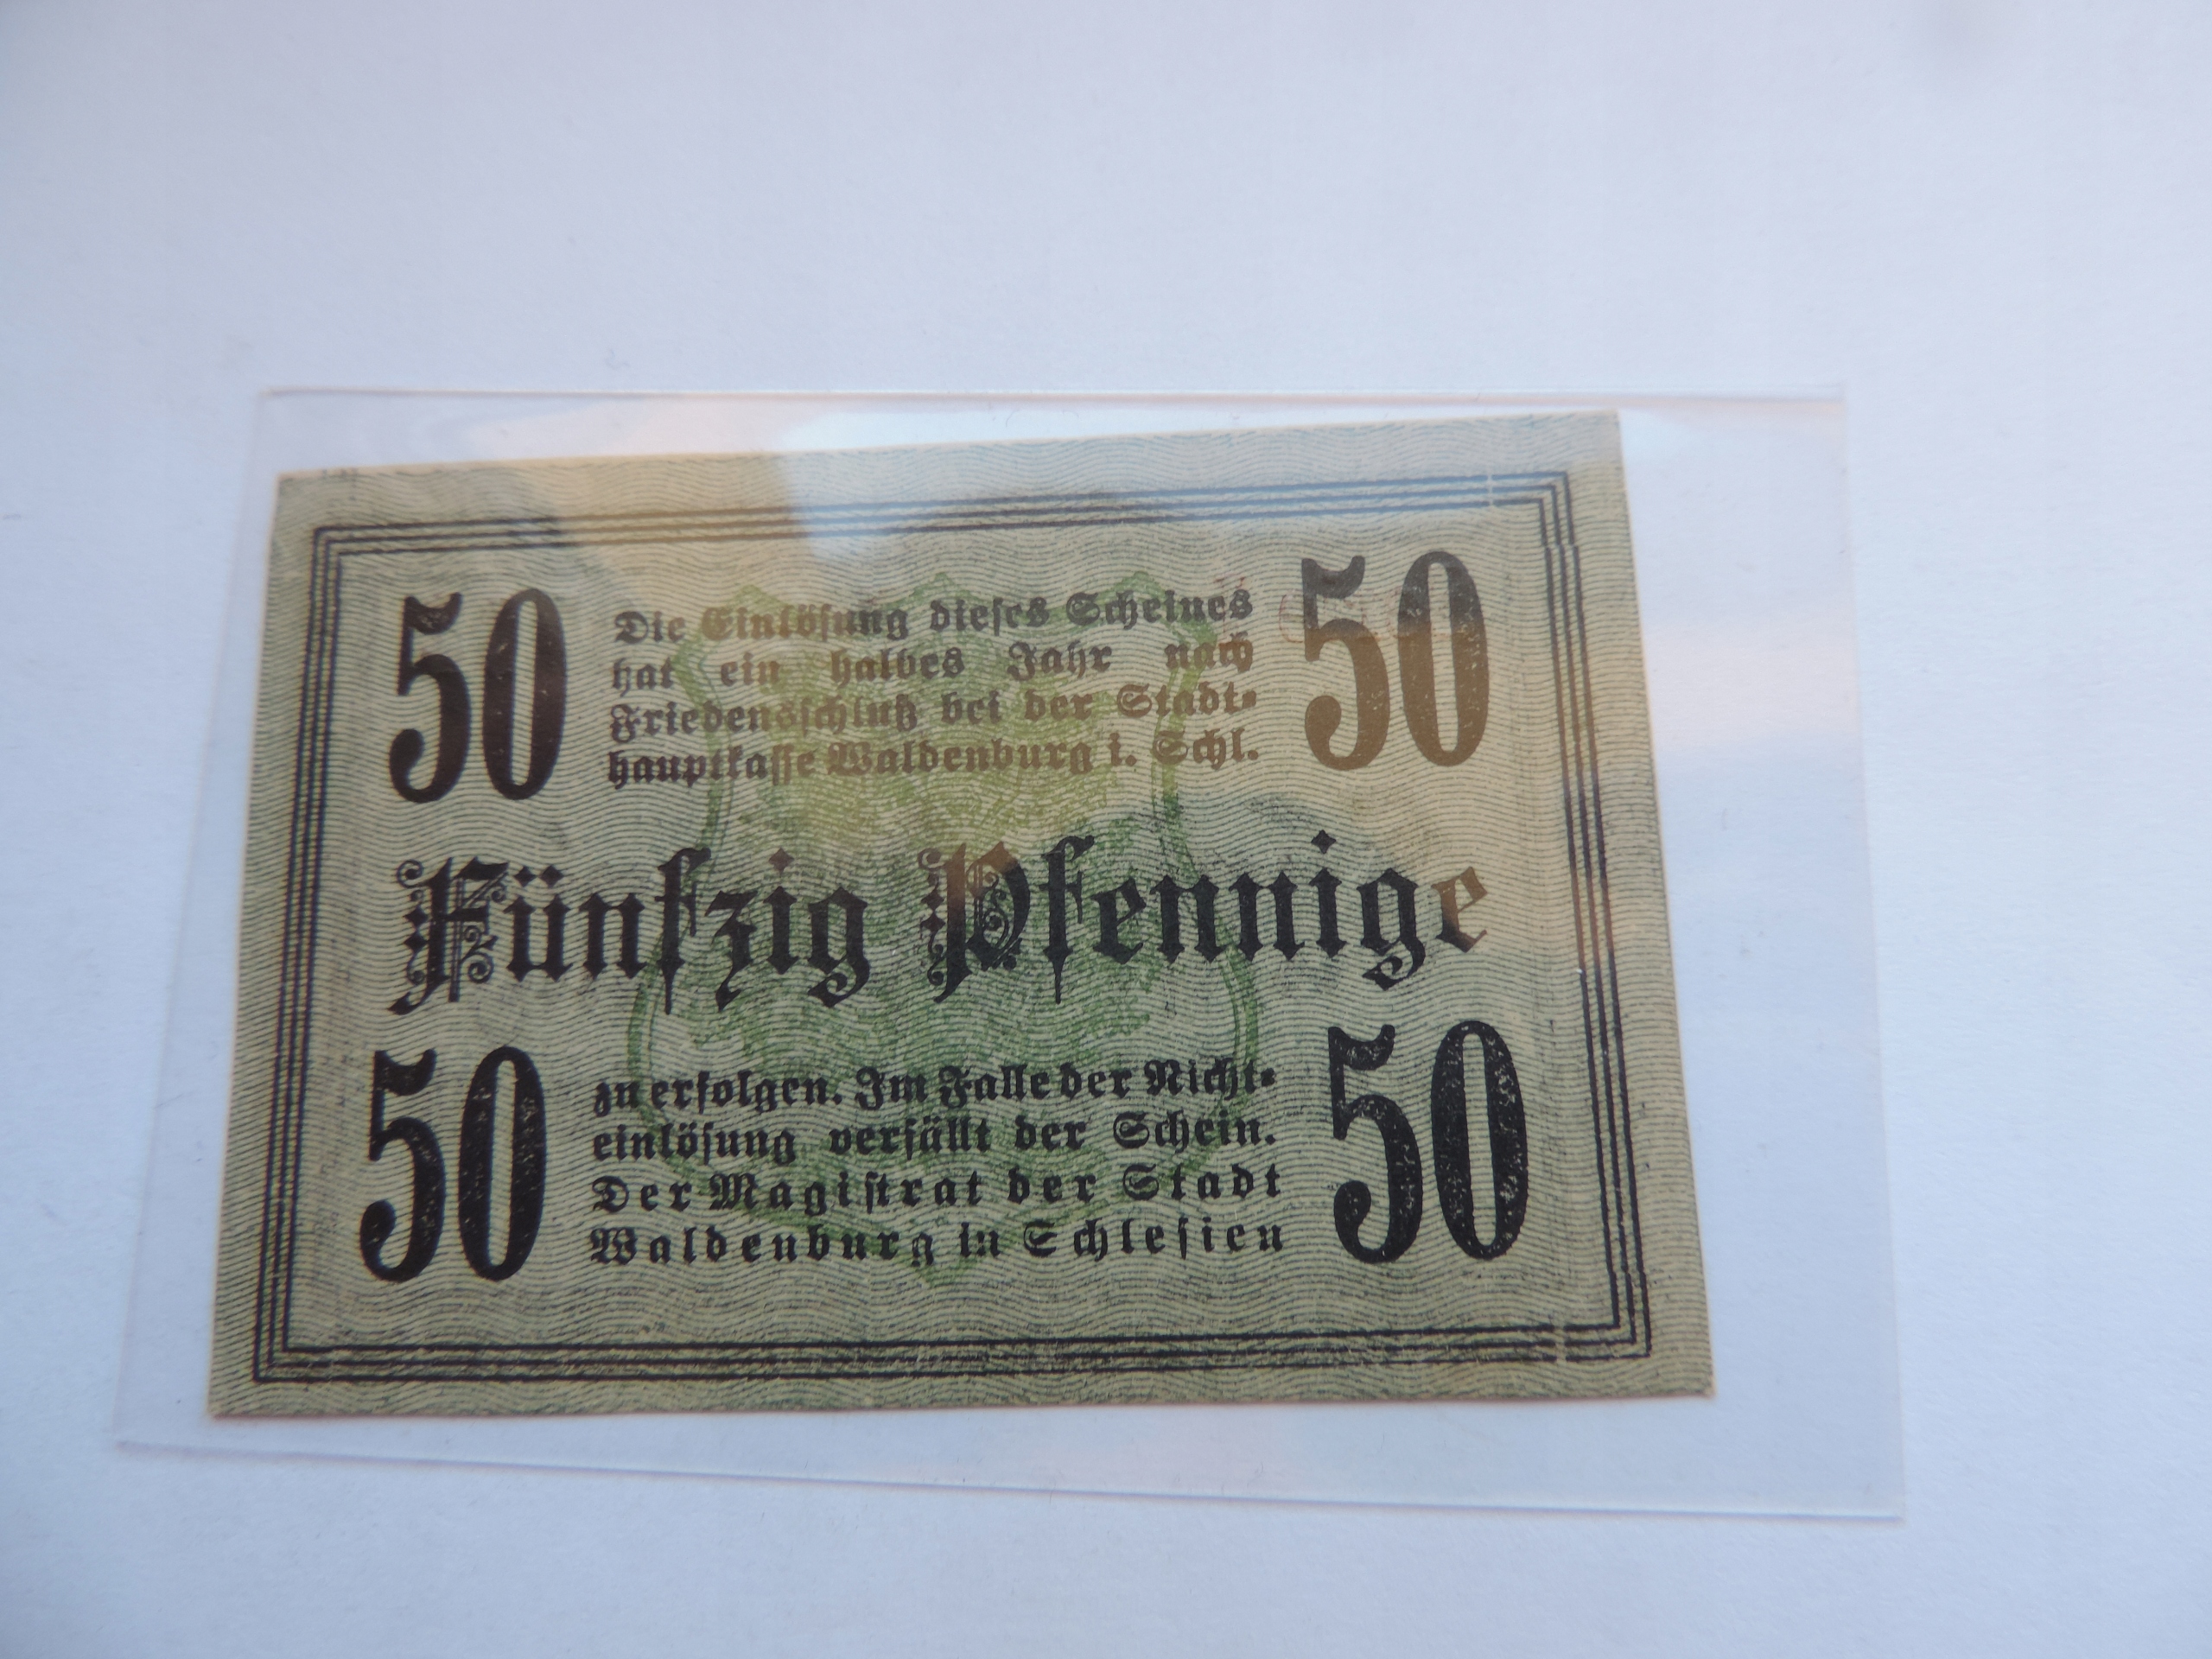 50
Die Einlösung dieses Scheines
hat ein halbes Jahr nach
Friedensschluß bei der Stadt-
hauptkasse Waldenburg i. Schl.
50
Fünfzig Pfennige
50
zu erfolgen. Im Falle der Nicht-
einlösung verfällt der Schein.
Der Magistrat der Stadt
Waldenburg in Schlesien
50